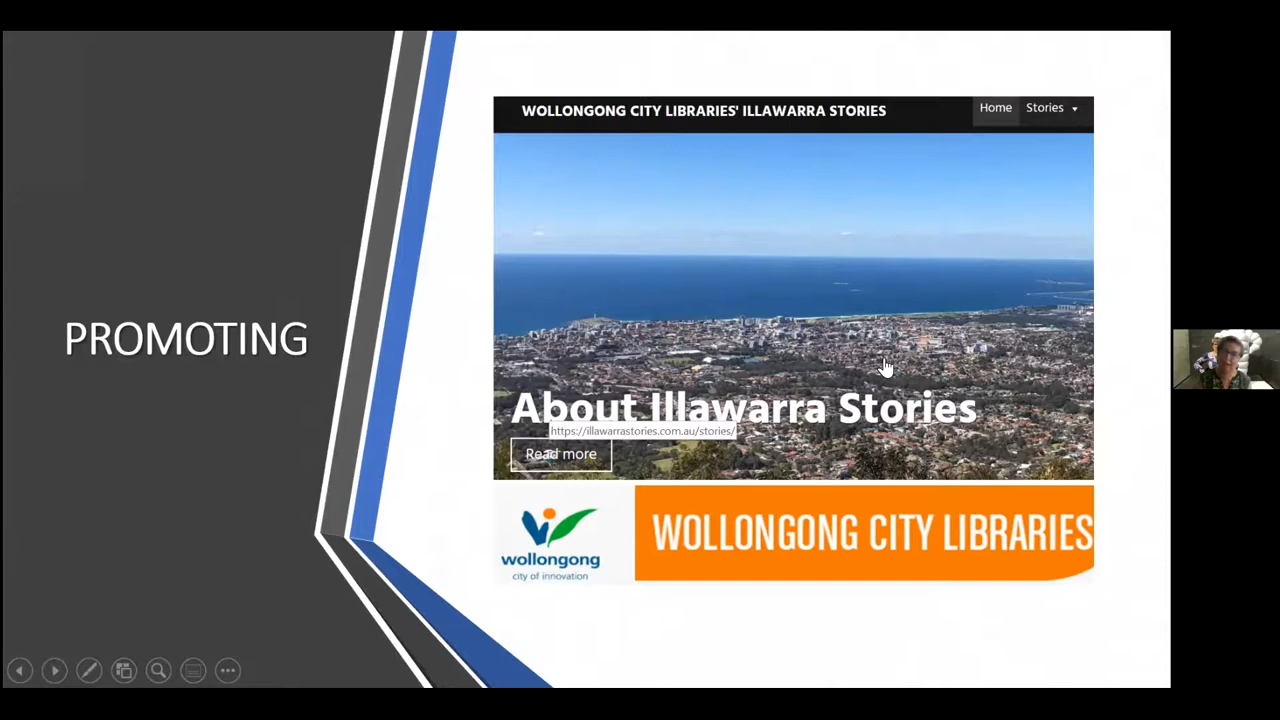 PROMOTING
WOLLONGONG CITY LIBRARIES' ILLAWARRA STORIES
Home
Stories
About Illawarra Stories
https://illawarrastories.com.au/stories/
Read more
wollongong
city of innovation
WOLLONGONG CITY LIBRARIES